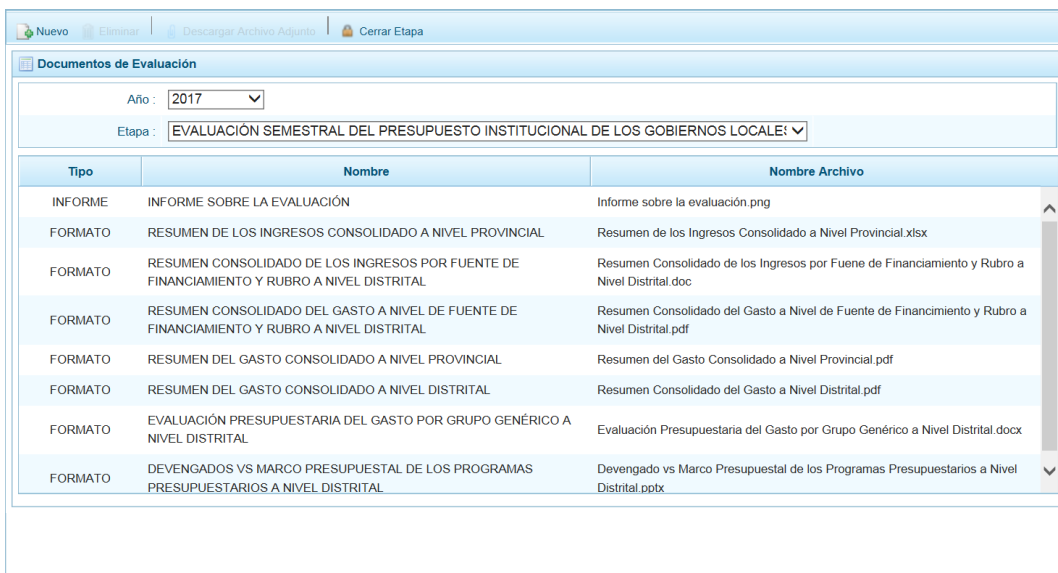 Nuevo Eliminar Descargar Archivo Adjunto Cerrar Etapa
Documentos de Evaluación
Año : 2017
Etapa : EVALUACIÓN SEMESTRAL DEL PRESUPUESTO INSTITUCIONAL DE LOS GOBIERNOS LOCALES
Tipo Nombre Nombre Archivo
INFORME INFORME SOBRE LA EVALUACIÓN Informe sobre la evaluación.png
FORMATO RESUMEN DE LOS INGRESOS CONSOLIDADO A NIVEL PROVINCIAL Resumen de los Ingresos Consolidado a Nivel Provincial.xlsx
FORMATO RESUMEN CONSOLIDADO DE LOS INGRESOS POR FUENTE DE
FINANCIAMIENTO Y RUBRO A NIVEL DISTRITAL
Resumen Consolidado de los Ingresos por Fuene de Financiamiento y Rubro a
Nivel Distrital.doc
FORMATO RESUMEN CONSOLIDADO DEL GASTO A NIVEL DE FUENTE DE
FINANCIAMIENTO Y RUBRO A NIVEL DISTRITAL
Resumen Consolidado del Gasto a Nivel de Fuente de Financimiento y Rubro a
Nivel Distrital.pdf
FORMATO RESUMEN DEL GASTO CONSOLIDADO A NIVEL PROVINCIAL Resumen del Gasto Consolidado a Nivel Provincial.pdf
FORMATO RESUMEN DEL GASTO CONSOLIDADO A NIVEL DISTRITAL Resumen Consolidado del Gasto a Nivel Distrital.pdf
FORMATO EVALUACIÓN PRESUPUESTARIA DEL GASTO POR GRUPO GENÉRICO A
NIVEL DISTRITAL
Evaluación Presupuestaria del Gasto por Grupo Genérico a Nivel Distrital.docx
FORMATO DEVENGADOS VS MARCO PRESUPUESTAL DE LOS PROGRAMAS
PRESUPUESTARIOS A NIVEL DISTRITAL
Devengado vs Marco Presupuestal de los Programas Presupuestarios a Nivel
Distrital.pptx